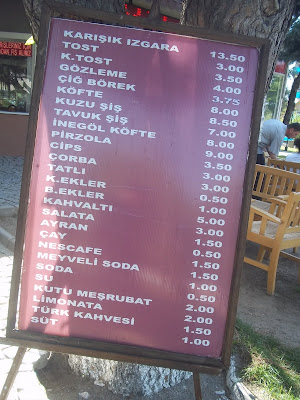 KARIŞIK IZGARA 13.50
TOST 3.00
K.TOST 3.50
GÖZLEME 4.00
ÇİĞ BÖREK 3.75
KÖFTE 8.00
KUZU ŞİŞ 8.50
TAVUK ŞİŞ 7.00
İNEGÖL KÖFTE 8.00
PİRZOLA 9.00
CİPS 3.50
ÇORBA 3.00
TATLI 3.00
K.EKLER 0.50
B.EKLER 1.00
KAHVALTI 5.00
SALATA 3.00
AYRAN 1.50
ÇAY 0.50
NESCAFE 1.50
MEYVELİ SODA 1.50
SODA 1.00
SU 0.50
KUTU MEŞRUBAT 2.00
LİMONATA 2.00
TÜRK KAHVESİ 1.50
SÜT 1.00